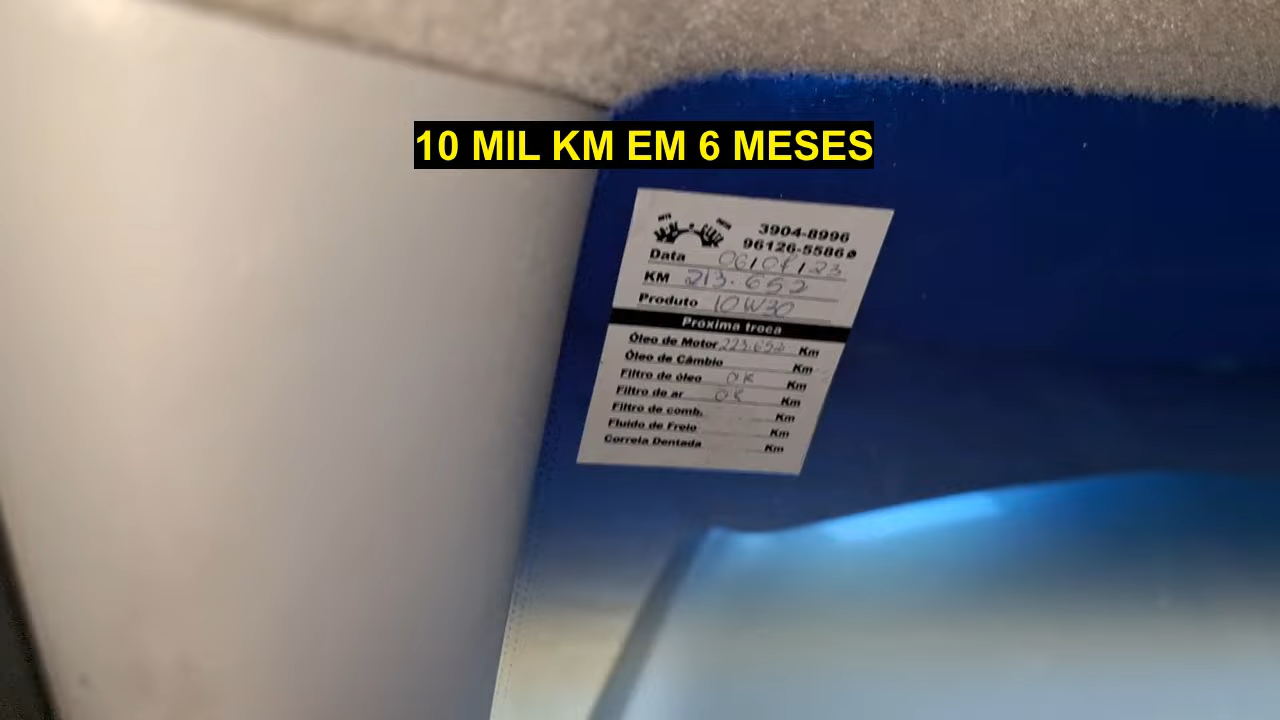 10 MIL KM EM 6 MESES
3904-8996
96126-5586
Data 06/04/23
KM 213.652
Produto 10W30
Próxima troca
Óleo de Motor 223.652 Km
Óleo de Câmbio Km
Filtro de óleo OK Km
Filtro de ar OK Km
Filtro de comb. Km
Fluído de Freio Km
Correia Dentada Km